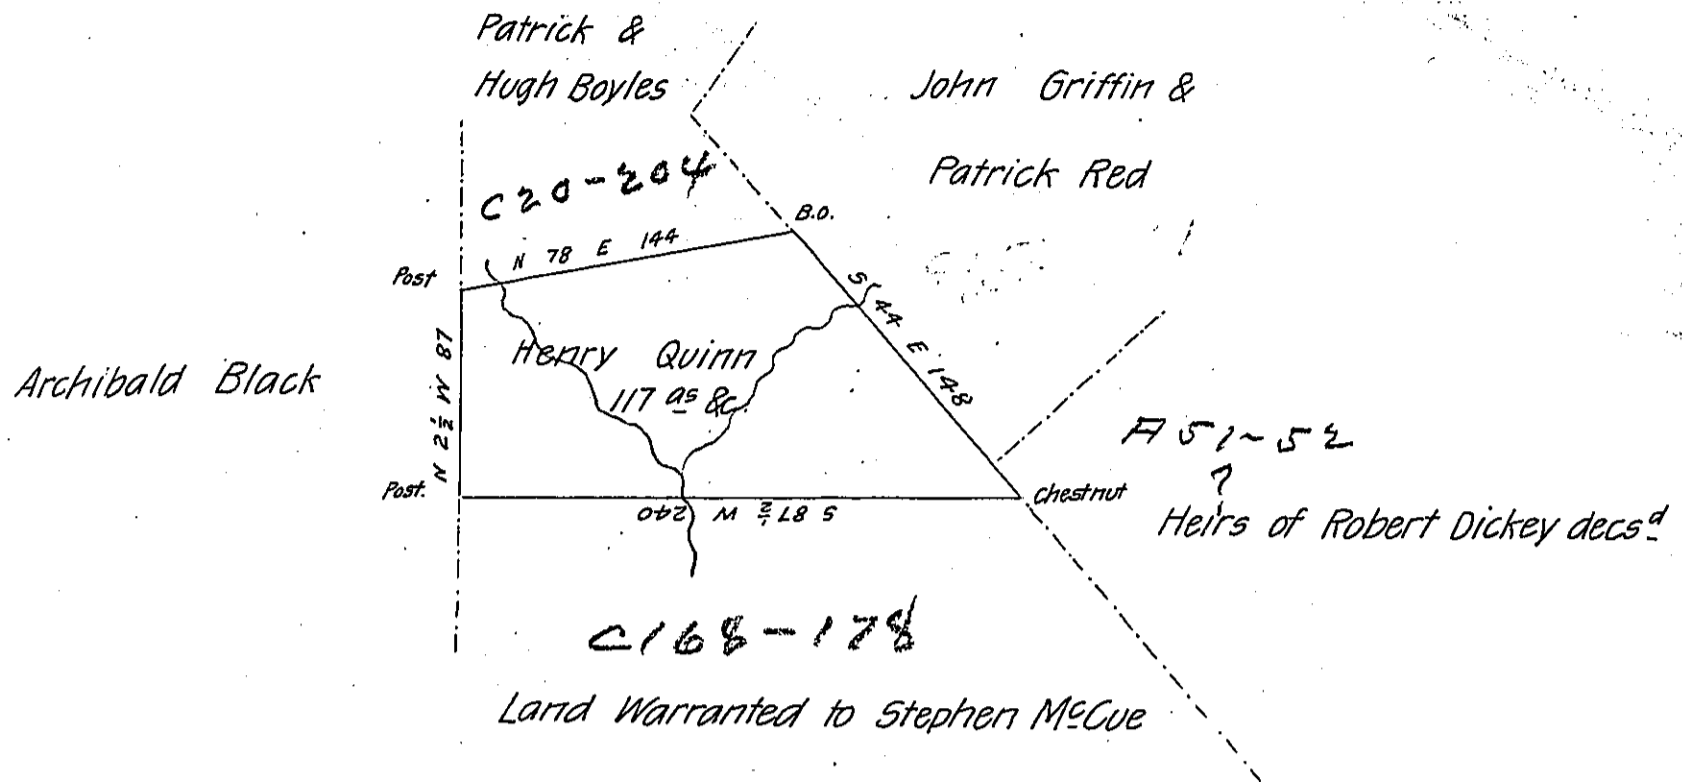 Patrick &
Hugh Boyles
John Griffin &
Patrick Red
C20-204
B.O.
N 78 E 144
Post
S 44 E 148
Henry Quinn
117 as &c.
Archibald Black
N 2½ W 87
A51-52
?
Post.
Chestnut
S 87½ W 240
Heirs of Robert Dickey decsd
C168-178
Land Warranted to Stephen McCue